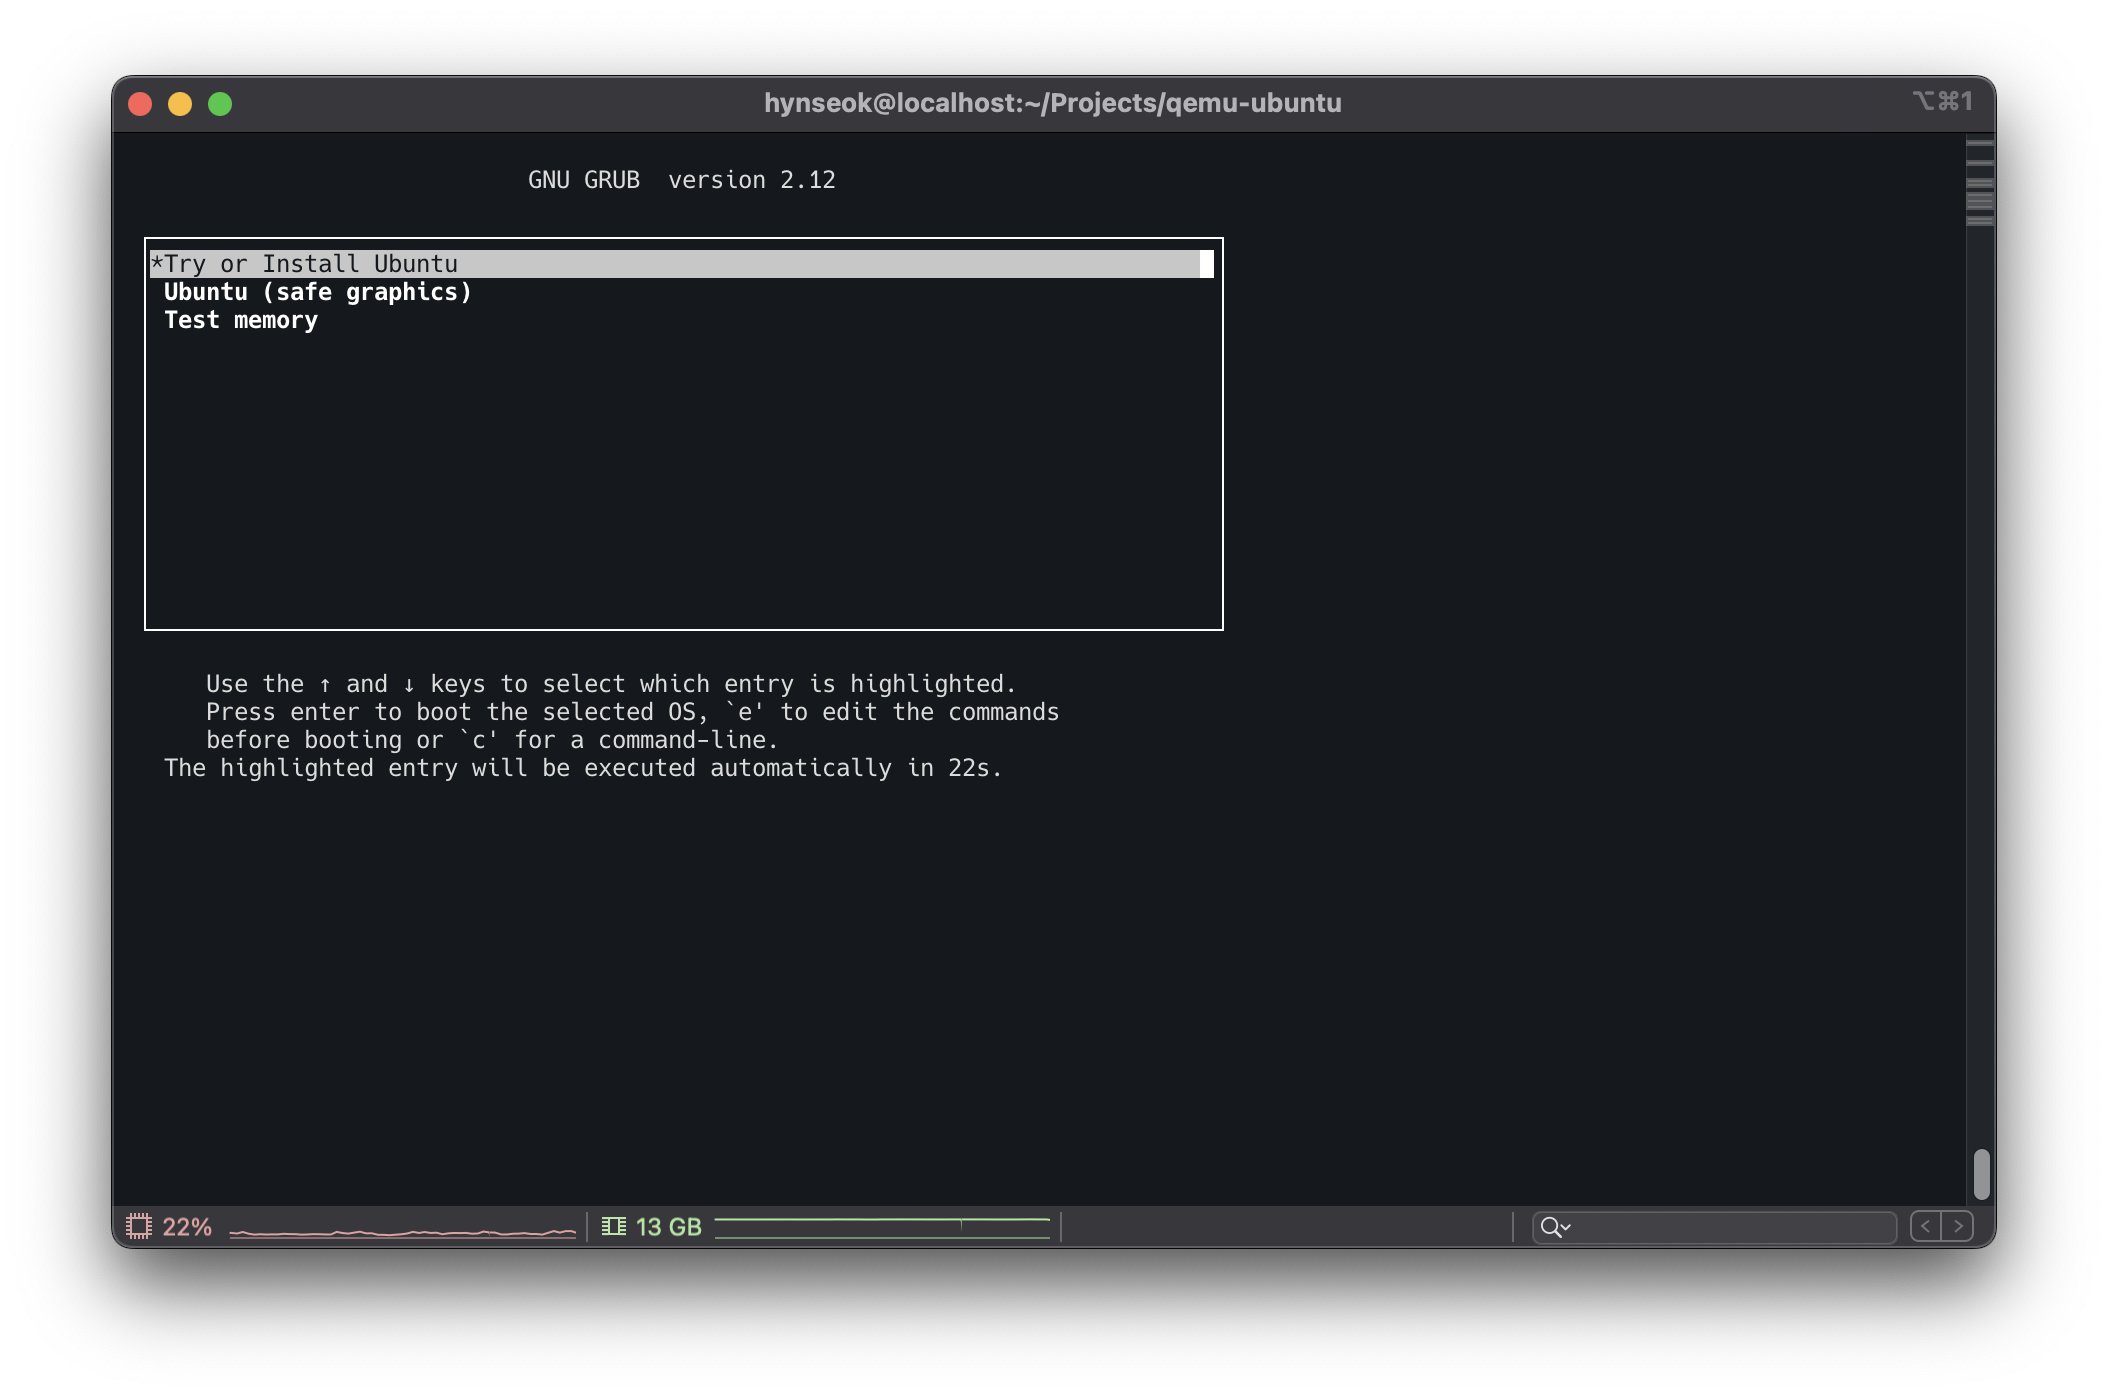 hynseok@localhost:~/Projects/qemu-ubuntu
⌥⌘1
GNU GRUB  version 2.12
*Try or Install Ubuntu
Ubuntu (safe graphics)
Test memory
Use the ↑ and ↓ keys to select which entry is highlighted.
Press enter to boot the selected OS, `e' to edit the commands
before booting or `c' for a command-line.
The highlighted entry will be executed automatically in 22s.
22%
13 GB